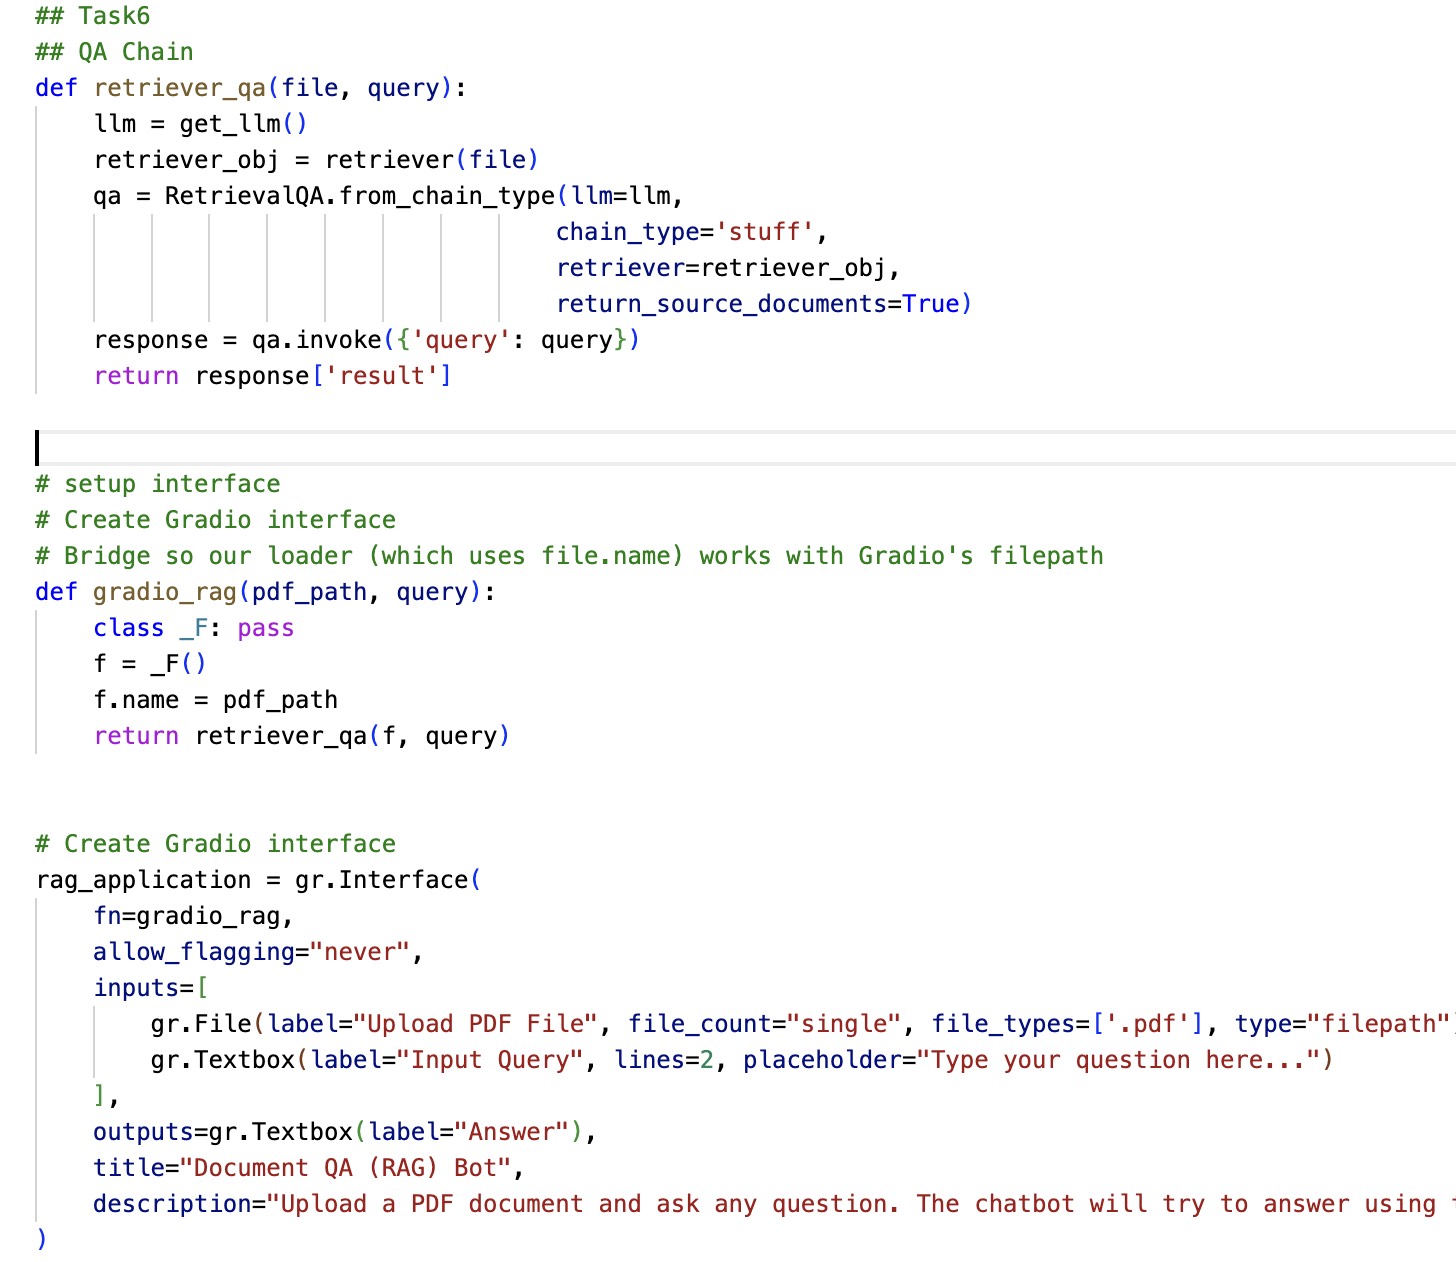 ## Task6
## QA Chain
def retriever_qa(file, query):
    llm = get_llm()
    retriever_obj = retriever(file)
    qa = RetrievalQA.from_chain_type(llm=llm,
                                    chain_type='stuff',
                                    retriever=retriever_obj,
                                    return_source_documents=True)
    response = qa.invoke({'query': query})
    return response['result']
# setup interface
# Create Gradio interface
# Bridge so our loader (which uses file.name) works with Gradio's filepath
def gradio_rag(pdf_path, query):
    class _F: pass
    f = _F()
    f.name = pdf_path
    return retriever_qa(f, query)
# Create Gradio interface
rag_application = gr.Interface(
    fn=gradio_rag,
    allow_flagging="never",
    inputs=[
        gr.File(label="Upload PDF File", file_count="single", file_types=['.pdf'], type="filepath")
        gr.Textbox(label="Input Query", lines=2, placeholder="Type your question here...")
    ],
    outputs=gr.Textbox(label="Answer"),
    title="Document QA (RAG) Bot",
    description="Upload a PDF document and ask any question. The chatbot will try to answer using
)